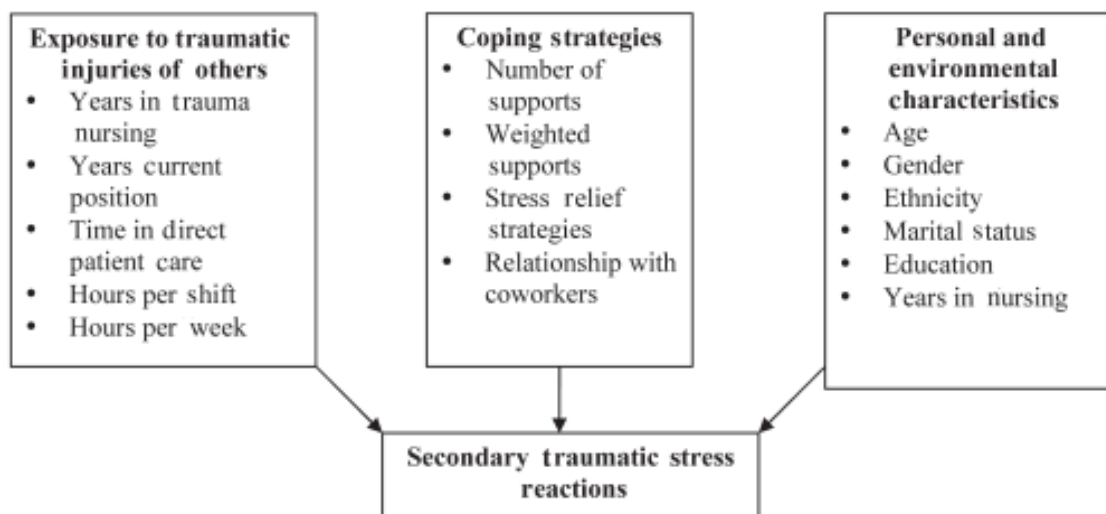 Exposure to traumatic
injuries of others
• Years in trauma
nursing
• Years current
position
• Time in direct
patient care
• Hours per shift
• Hours per week
Coping strategies
• Number of
supports
• Weighted
supports
• Stress relief
strategies
• Relationship with
coworkers
Personal and
environmental
characteristics
• Age
• Gender
• Ethnicity
• Marital status
• Education
• Years in nursing
Secondary traumatic stress
reactions